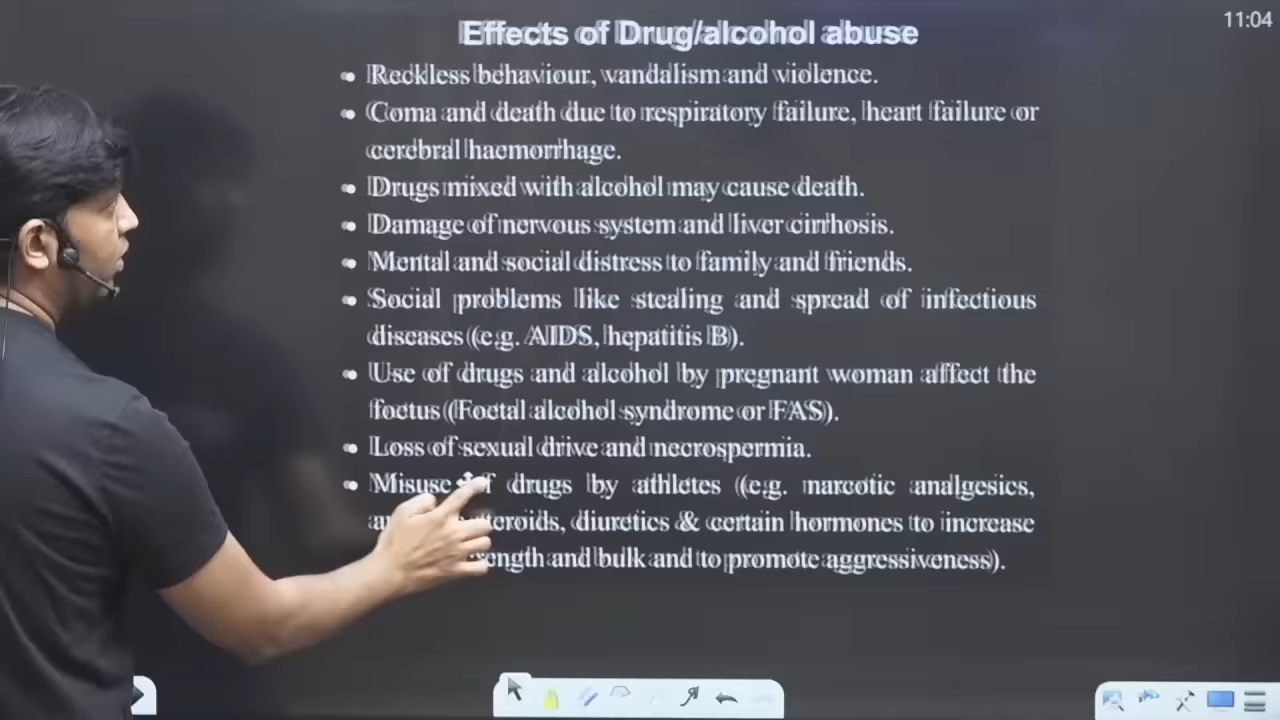 11:04
Effects of Drug/alcohol abuse
• Reckless behaviour, vandalism and violence.
• Coma and death due to respiratory failure, heart failure or
cerebral haemorrhage.
• Drugs mixed with alcohol may cause death.
• Damage of nervous system and liver cirrhosis.
• Mental and social distress to family and friends.
• Social problems like stealing and spread of infectious
diseases (e.g. AIDS, hepatitis B).
• Use of drugs and alcohol by pregnant woman affect the
foetus (Foetal alcohol syndrome or FAS).
• Loss of sexual drive and necrospermia.
• Misuse of drugs by athletes (e.g. narcotic analgesics,
diuretics & certain hormones to increase
and bulk and to promote aggressiveness).